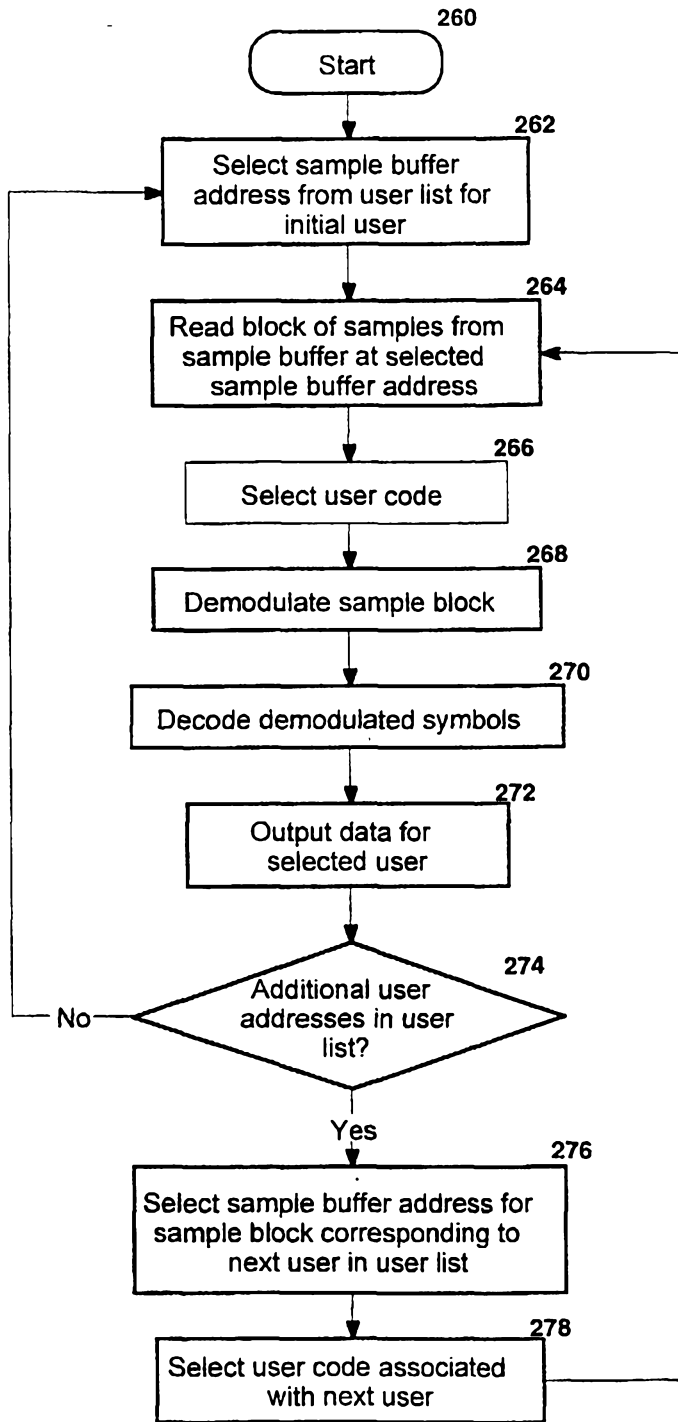 260
Start
262
Select sample buffer
address from user list for
initial user
264
Read block of samples from
sample buffer at selected
sample buffer address
266
Select user code
268
Demodulate sample block
270
Decode demodulated symbols
272
Output data for
selected user
274
Additional user
addresses in user
list?
No
Yes
276
Select sample buffer address for
sample block corresponding to
next user in user list
278
Select user code associated
with next user